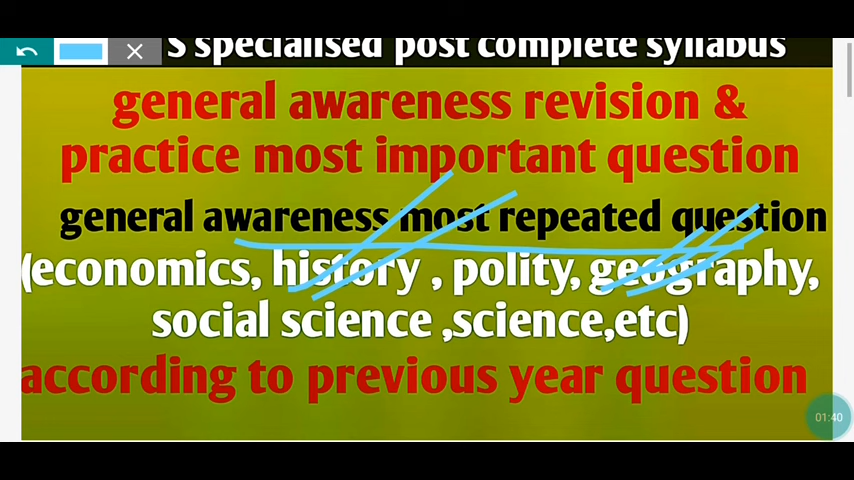 S specialised post complete syllabus
general awareness revision &
practice most important question
general awareness most repeated question
(economics, history , polity, geography,
social science ,science,etc)
according to previous year question
01:40